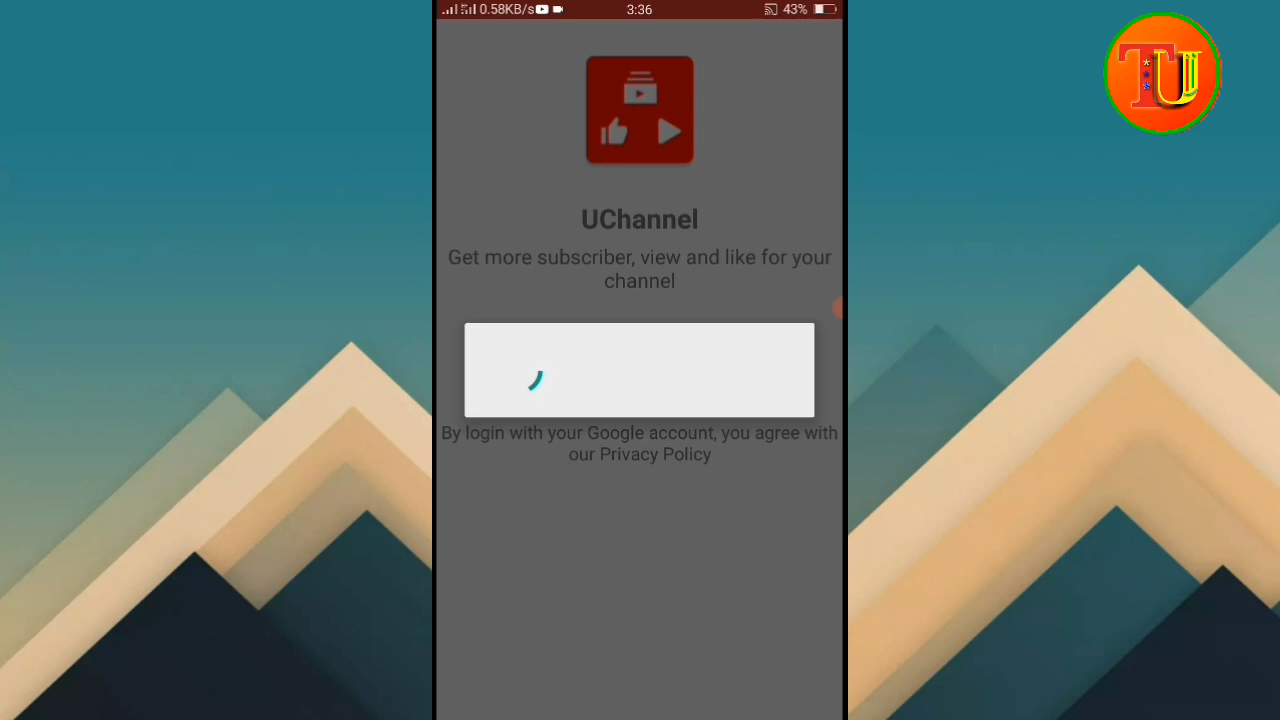 0.58KB/s
3:36
43%
TU
UChannel
Get more subscriber, view and like for your
channel
By login with your Google account, you agree with
our Privacy Policy